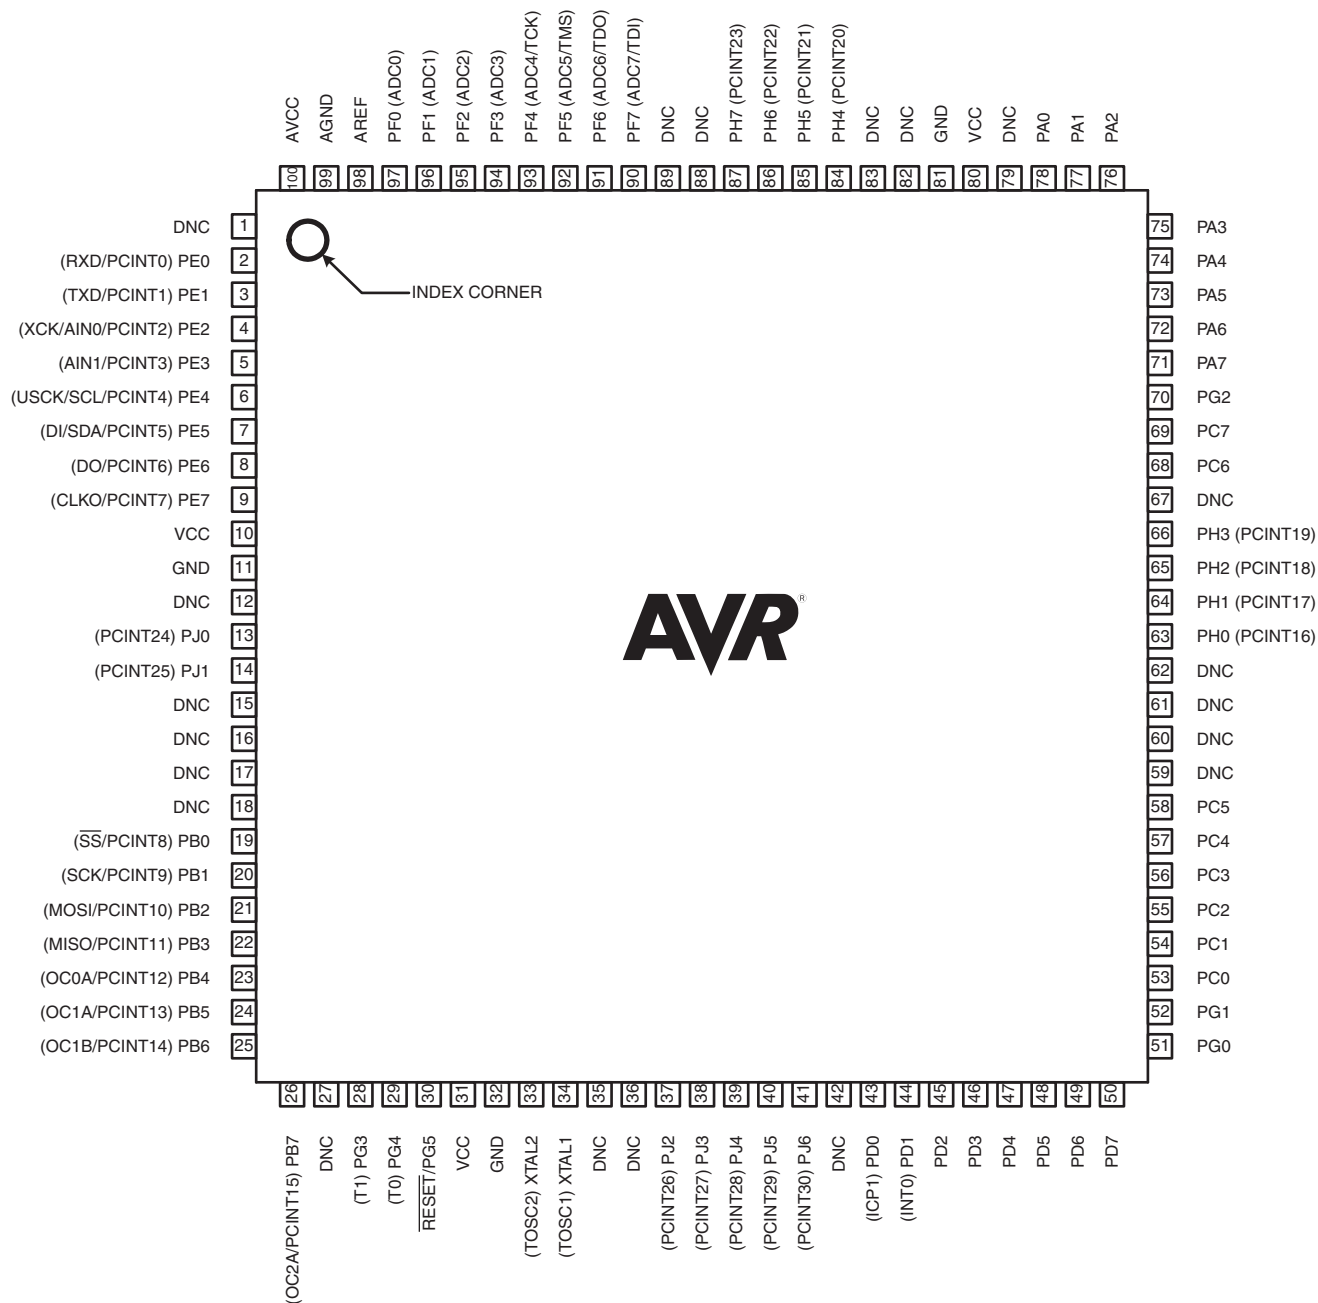 AVCC
AGND
AREF
PF0 (ADC0)
PF1 (ADC1)
PF2 (ADC2)
PF3 (ADC3)
PF4 (ADC4/TCK)
PF5 (ADC5/TMS)
PF6 (ADC6/TDO)
PF7 (ADC7/TDI)
DNC
DNC
PH7 (PCINT23)
PH6 (PCINT22)
PH5 (PCINT21)
PH4 (PCINT20)
DNC
DNC
GND
VCC
DNC
PA0
PA1
PA2
100 99 98 97 96 95 94 93 92 91 90 89 88 87 86 85 84 83 82 81 80 79 78 77 76
DNC 1
(RXD/PCINT0) PE0 2
(TXD/PCINT1) PE1 3
(XCK/AIN0/PCINT2) PE2 4
(AIN1/PCINT3) PE3 5
(USCK/SCL/PCINT4) PE4 6
(DI/SDA/PCINT5) PE5 7
(DO/PCINT6) PE6 8
(CLKO/PCINT7) PE7 9
VCC 10
GND 11
DNC 12
(PCINT24) PJ0 13
(PCINT25) PJ1 14
DNC 15
DNC 16
DNC 17
DNC 18
(S̅S̅/PCINT8) PB0 19
(SCK/PCINT9) PB1 20
(MOSI/PCINT10) PB2 21
(MISO/PCINT11) PB3 22
(OC0A/PCINT12) PB4 23
(OC1A/PCINT13) PB5 24
(OC1B/PCINT14) PB6 25
INDEX CORNER
AVR®
75 PA3
74 PA4
73 PA5
72 PA6
71 PA7
70 PG2
69 PC7
68 PC6
67 DNC
66 PH3 (PCINT19)
65 PH2 (PCINT18)
64 PH1 (PCINT17)
63 PH0 (PCINT16)
62 DNC
61 DNC
60 DNC
59 DNC
58 PC5
57 PC4
56 PC3
55 PC2
54 PC1
53 PC0
52 PG1
51 PG0
26 27 28 29 30 31 32 33 34 35 36 37 38 39 40 41 42 43 44 45 46 47 48 49 50
(OC2A/PCINT15) PB7
DNC
(T1) PG3
(T0) PG4
R̅E̅S̅E̅T̅/PG5
VCC
GND
(TOSC2) XTAL2
(TOSC1) XTAL1
DNC
DNC
(PCINT26) PJ2
(PCINT27) PJ3
(PCINT28) PJ4
(PCINT29) PJ5
(PCINT30) PJ6
DNC
(ICP1) PD0
(INT0) PD1
PD2
PD3
PD4
PD5
PD6
PD7